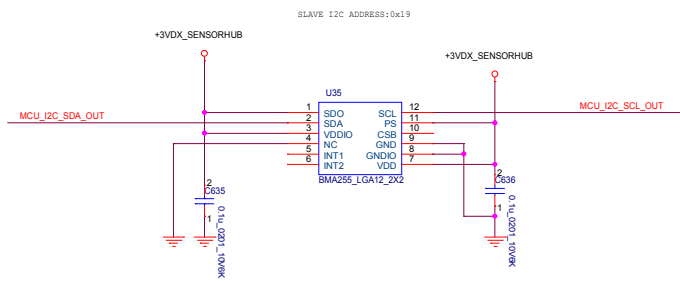 SLAVE I2C ADDRESS:0x19
+3VDX_SENSORHUB
+3VDX_SENSORHUB
U35
MCU_I2C_SDA_OUT
MCU_I2C_SCL_OUT
1 SDO SCL 12
2 SDA PS 11
3 VDDIO CSB 10
4 NC GND 9
5 INT1 GNDIO 8
6 INT2 VDD 7
BMA255_LGA12_2X2
2
C635
1
0.1u_0201_10V6K
2
C636
1
0.1u_0201_10V6K